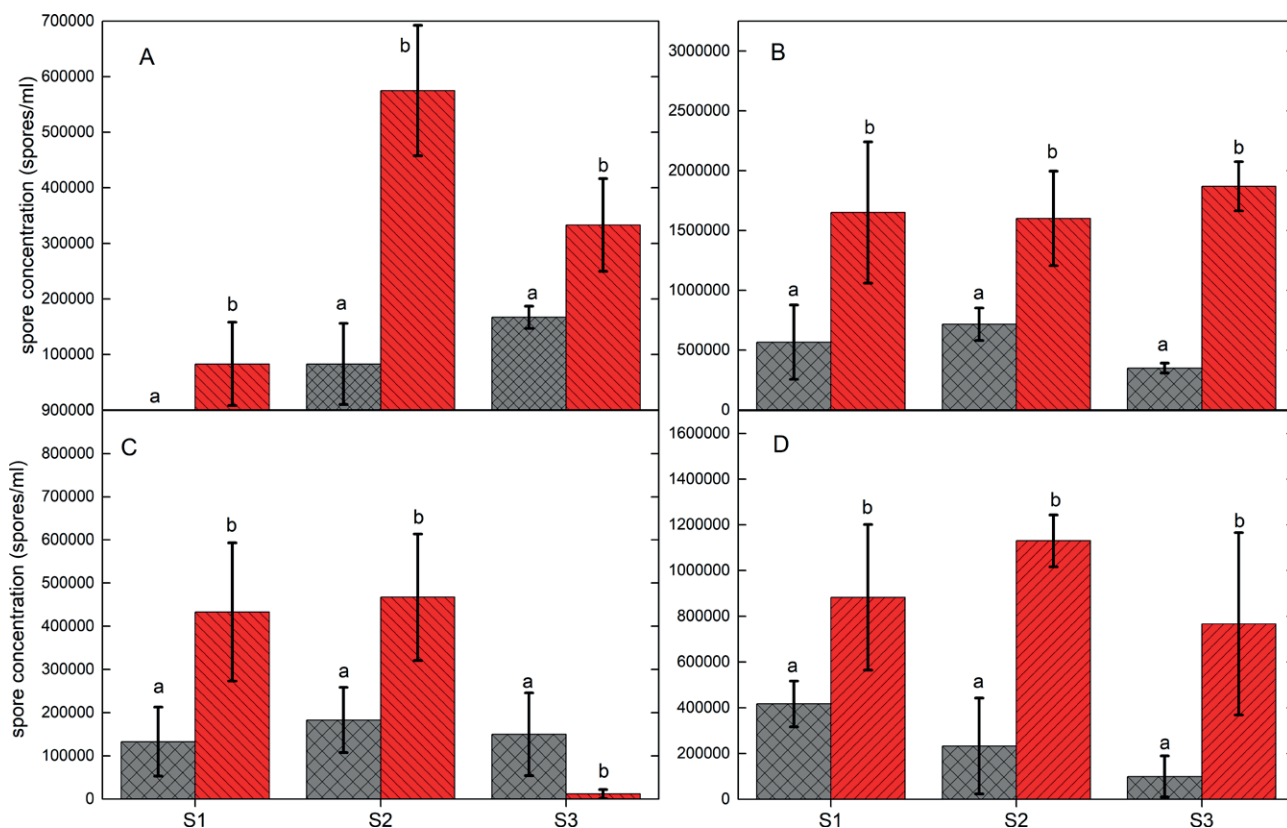 A
spore concentration (spores/ml)
700000
600000
500000
400000
300000
200000
100000
900000
a
b
a
b
a
b
B
3000000
2500000
2000000
1500000
1000000
500000
0
a
b
a
b
a
b
C
spore concentration (spores/ml)
800000
700000
600000
500000
400000
300000
200000
100000
0
a
b
a
b
a
b
S1
S2
S3
D
1600000
1400000
1200000
1000000
800000
600000
400000
200000
0
a
b
a
b
a
b
S1
S2
S3